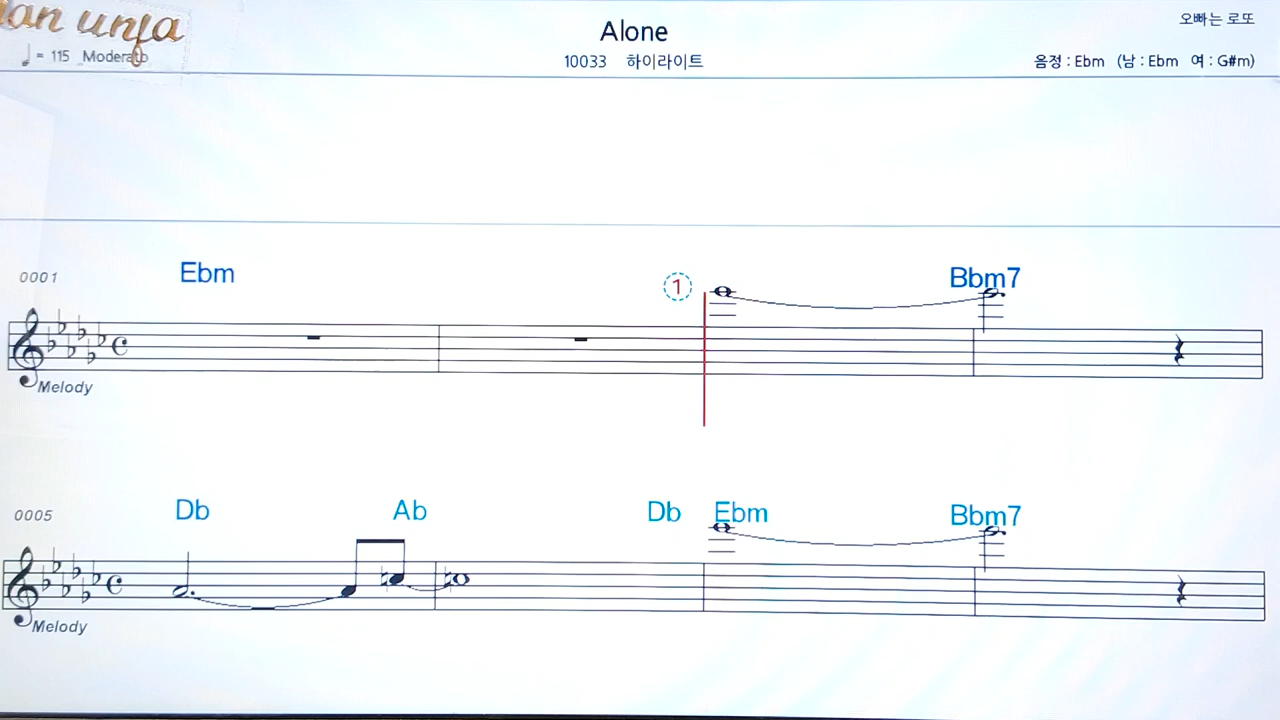 Alone
오빠는 로또
♩ = 115 Moderato
10033 하이라이트
음정 : Ebm (남 : Ebm 여 : G#m)
0001 Ebm 1 Bbm7
Melody
0005 Db Ab Db Ebm Bbm7
Melody